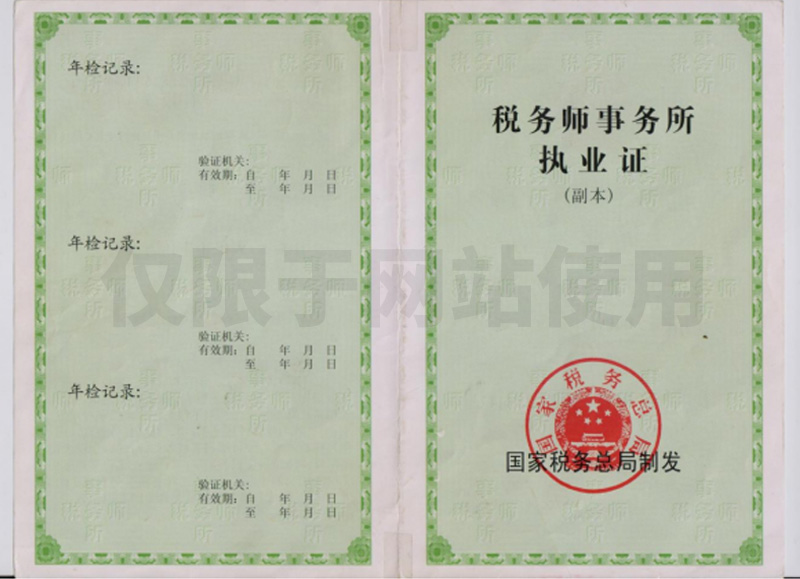 年检记录:
验证机关:
有效期: 自 年 月 日
至 年 月 日
年检记录:
验证机关:
有效期: 自 年 月 日
至 年 月 日
年检记录:
验证机关:
有效期: 自 年 月 日
至 年 月 日
税务师事务所
执业证
(副本)
国家税务总局
国家税务总局制发
仅限于网站使用